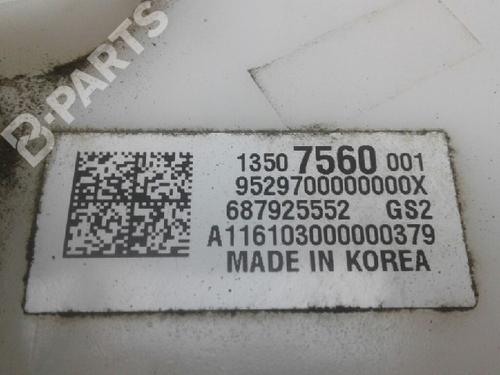 B-PARTS
1350 7560 001
9529700000000X
687925552 GS2
A116103000000379
MADE IN KOREA